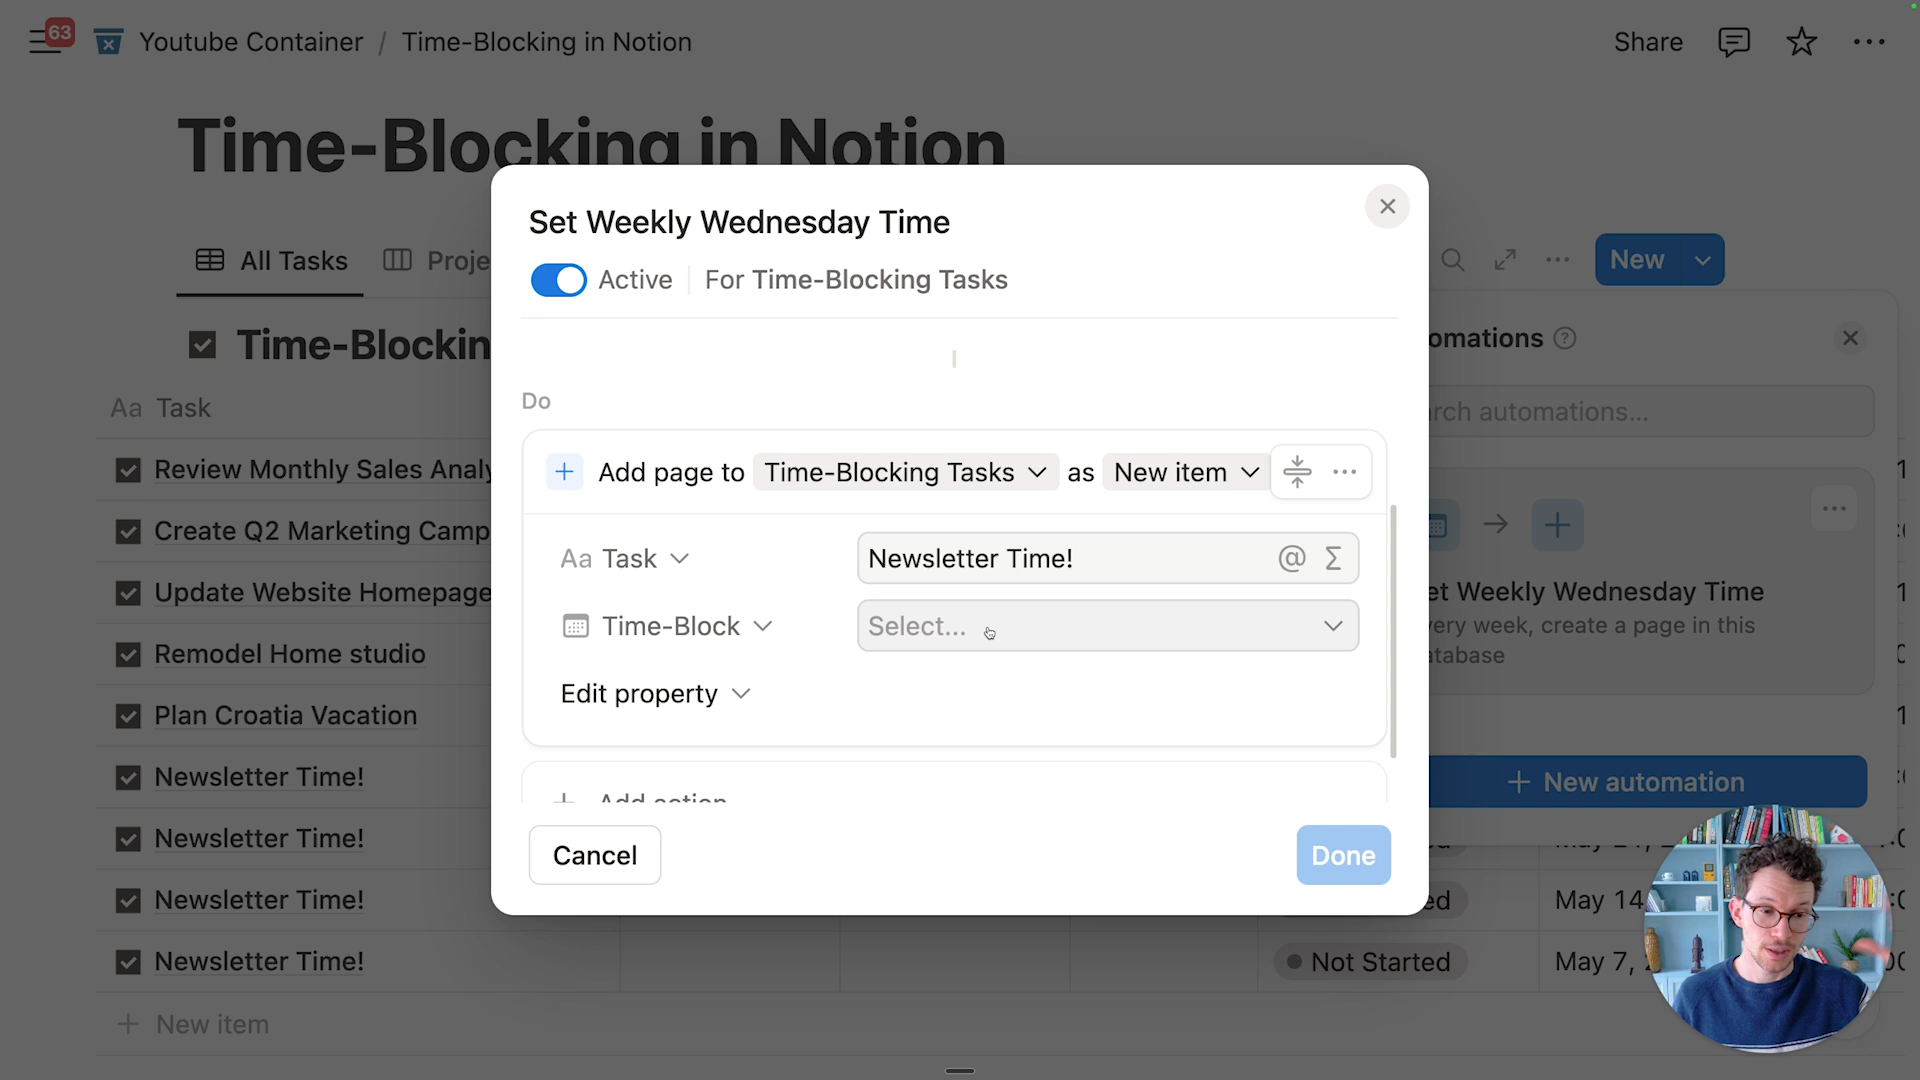 63
Youtube Container / Time-Blocking in Notion
Share
Time-Blocking in Notion
All Tasks
Proje
New
Time-Blockin
Aa Task
Review Monthly Sales Analy
Create Q2 Marketing Camp
Update Website Homepage
Remodel Home studio
Plan Croatia Vacation
Newsletter Time!
Newsletter Time!
Newsletter Time!
Newsletter Time!
+ New item
Set Weekly Wednesday Time
Active
For Time-Blocking Tasks
Do
+ Add page to Time-Blocking Tasks as New item
Aa Task
Newsletter Time! @ Σ
Time-Block
Select...
Edit property
+ Add action
Cancel
Done
omations ?
rch automations...
et Weekly Wednesday Time
very week, create a page in this
tabase
+ New automation
ed
May 14
Not Started
May 7,